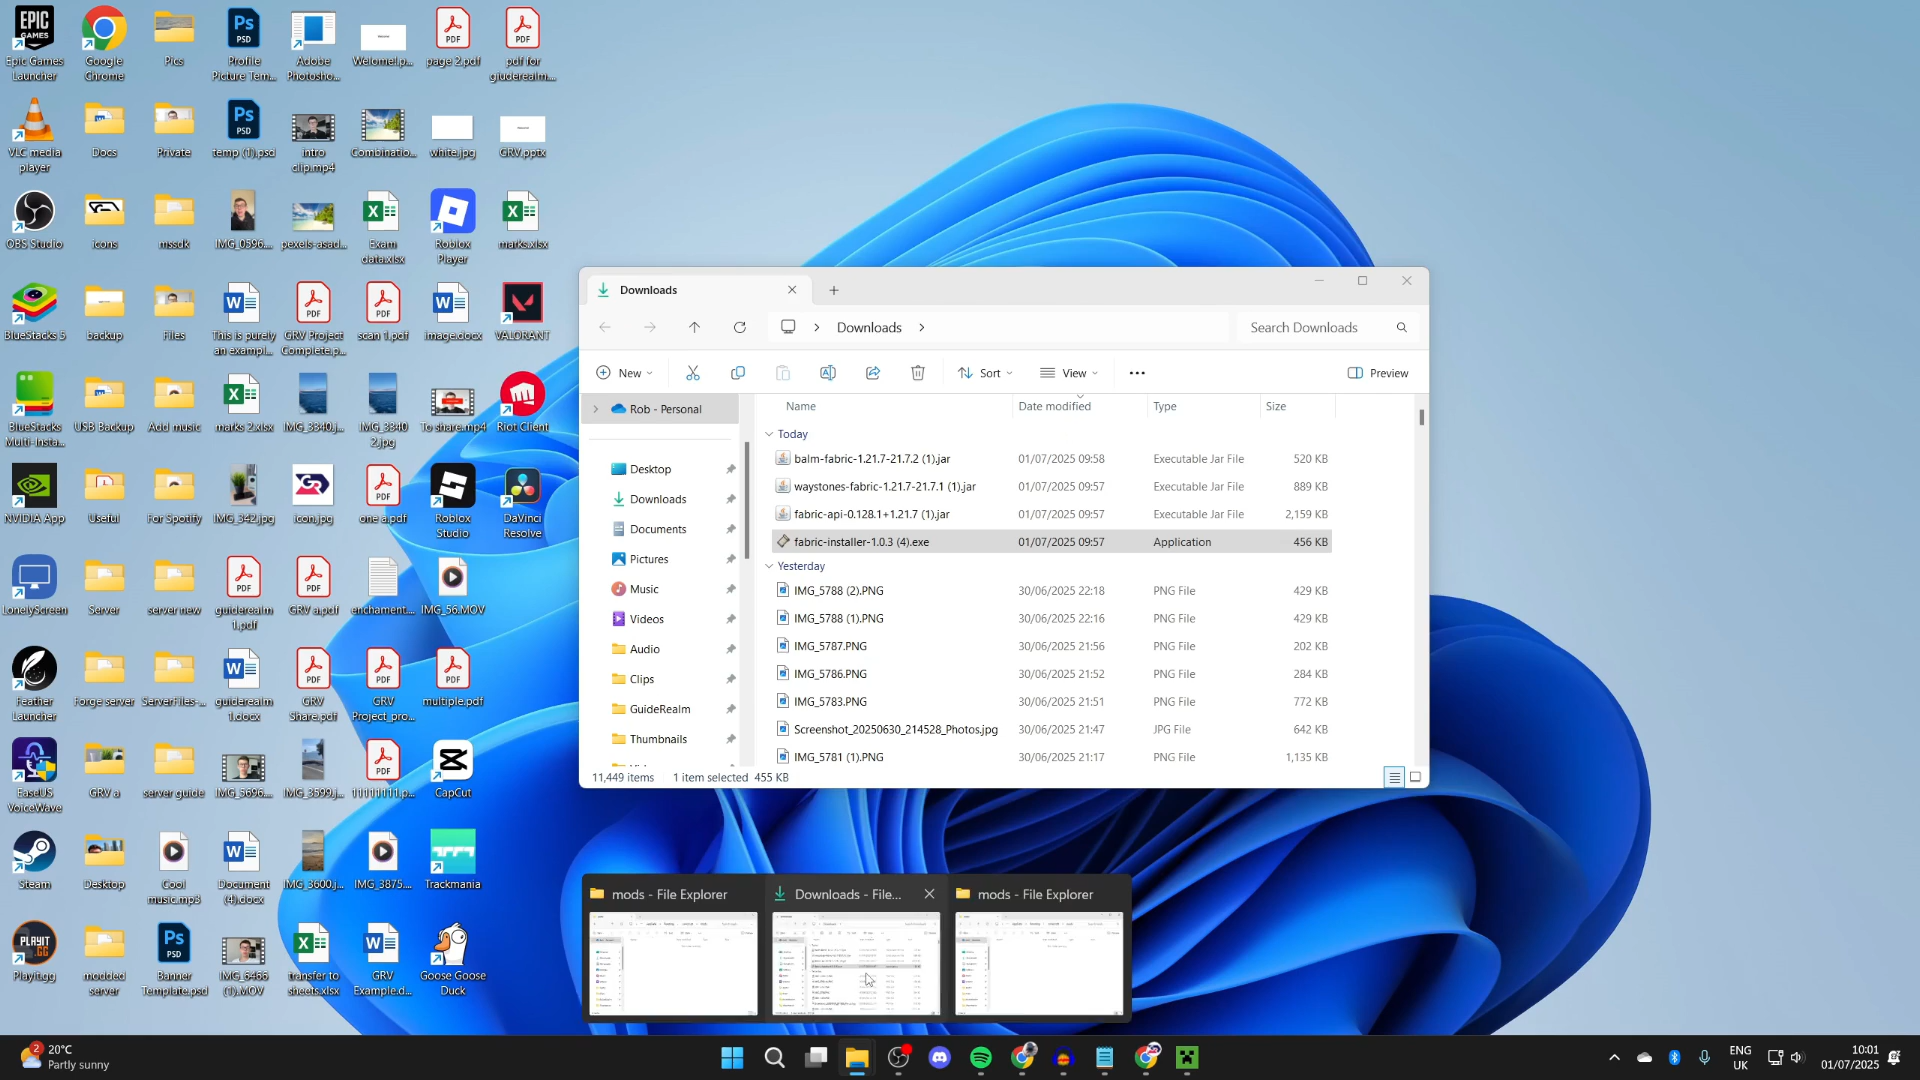 Epic Games Launcher
Google Chrome
Pics
Profile Picture Tem...
Adobe Photosho...
Welome!.p...
page 2.pdf
pdf for giuderealm....
VLC media player
Docs
Private
temp (1).psd
intro clip.mp4
Combinatio...
white.jpg
GRV.pptx
OBS Studio
icons
mssdk
IMG_0596....
pexels-asad...
Exam data.xlsx
Roblox Player
marks.xlsx
BlueStacks 5
backup
Files
This is purely an exampl...
GRV Project Complete.p...
scan 1.pdf
image.docx
VALORANT
BlueStacks Multi-Insta...
USB Backup
Add music
marks 2.xlsx
IMG_3340.j...
IMG_3340 2.jpg
To share.mp4
Riot Client
NVIDIA App
Useful
For Spotify
IMG_342.jpg
icon.jpg
one a.pdf
Roblox Studio
DaVinci Resolve
LonelyScreen
Server
server new
guiderealm 1.pdf
GRV a.pdf
enchament....
IMG_56.MOV
Feather Launcher
Forge server
ServerFiles-...
guiderealm 1.docx
GRV Share.pdf
GRV Project_pro...
multiple.pdf
EaseUS VoiceWave
GRV a
server guide
IMG_5696....
IMG_3599.j...
11111111.p...
CapCut
Steam
Desktop
Cool music.mp3
Document (4).docx
IMG_3600.j...
IMG_3875....
Trackmania
Playit.gg
modded server
Banner Template.psd
IMG_6466 (1).MOV
transfer to sheets.xlsx
GRV Example.d...
Goose Goose Duck
Downloads
Downloads
Search Downloads
New
Sort
View
Preview
Rob - Personal
Desktop
Downloads
Documents
Pictures
Music
Videos
Audio
Clips
GuideRealm
Thumbnails
Name Date modified Type Size
Today
balm-fabric-1.21.7-21.7.2 (1).jar 01/07/2025 09:58 Executable Jar File 520 KB
waystones-fabric-1.21.7-21.7.1 (1).jar 01/07/2025 09:57 Executable Jar File 889 KB
fabric-api-0.128.1+1.21.7 (1).jar 01/07/2025 09:57 Executable Jar File 2,159 KB
fabric-installer-1.0.3 (4).exe 01/07/2025 09:57 Application 456 KB
Yesterday
IMG_5788 (2).PNG 30/06/2025 22:18 PNG File 429 KB
IMG_5788 (1).PNG 30/06/2025 22:16 PNG File 429 KB
IMG_5787.PNG 30/06/2025 21:56 PNG File 202 KB
IMG_5786.PNG 30/06/2025 21:52 PNG File 284 KB
IMG_5783.PNG 30/06/2025 21:51 PNG File 772 KB
Screenshot_20250630_214528_Photos.jpg 30/06/2025 21:47 JPG File 642 KB
IMG_5781 (1).PNG 30/06/2025 21:17 PNG File 1,135 KB
11,449 items 1 item selected 455 KB
mods - File Explorer
Downloads - File...
mods - File Explorer
2
20°C
Partly sunny
ENG
UK
10:01
01/07/2025